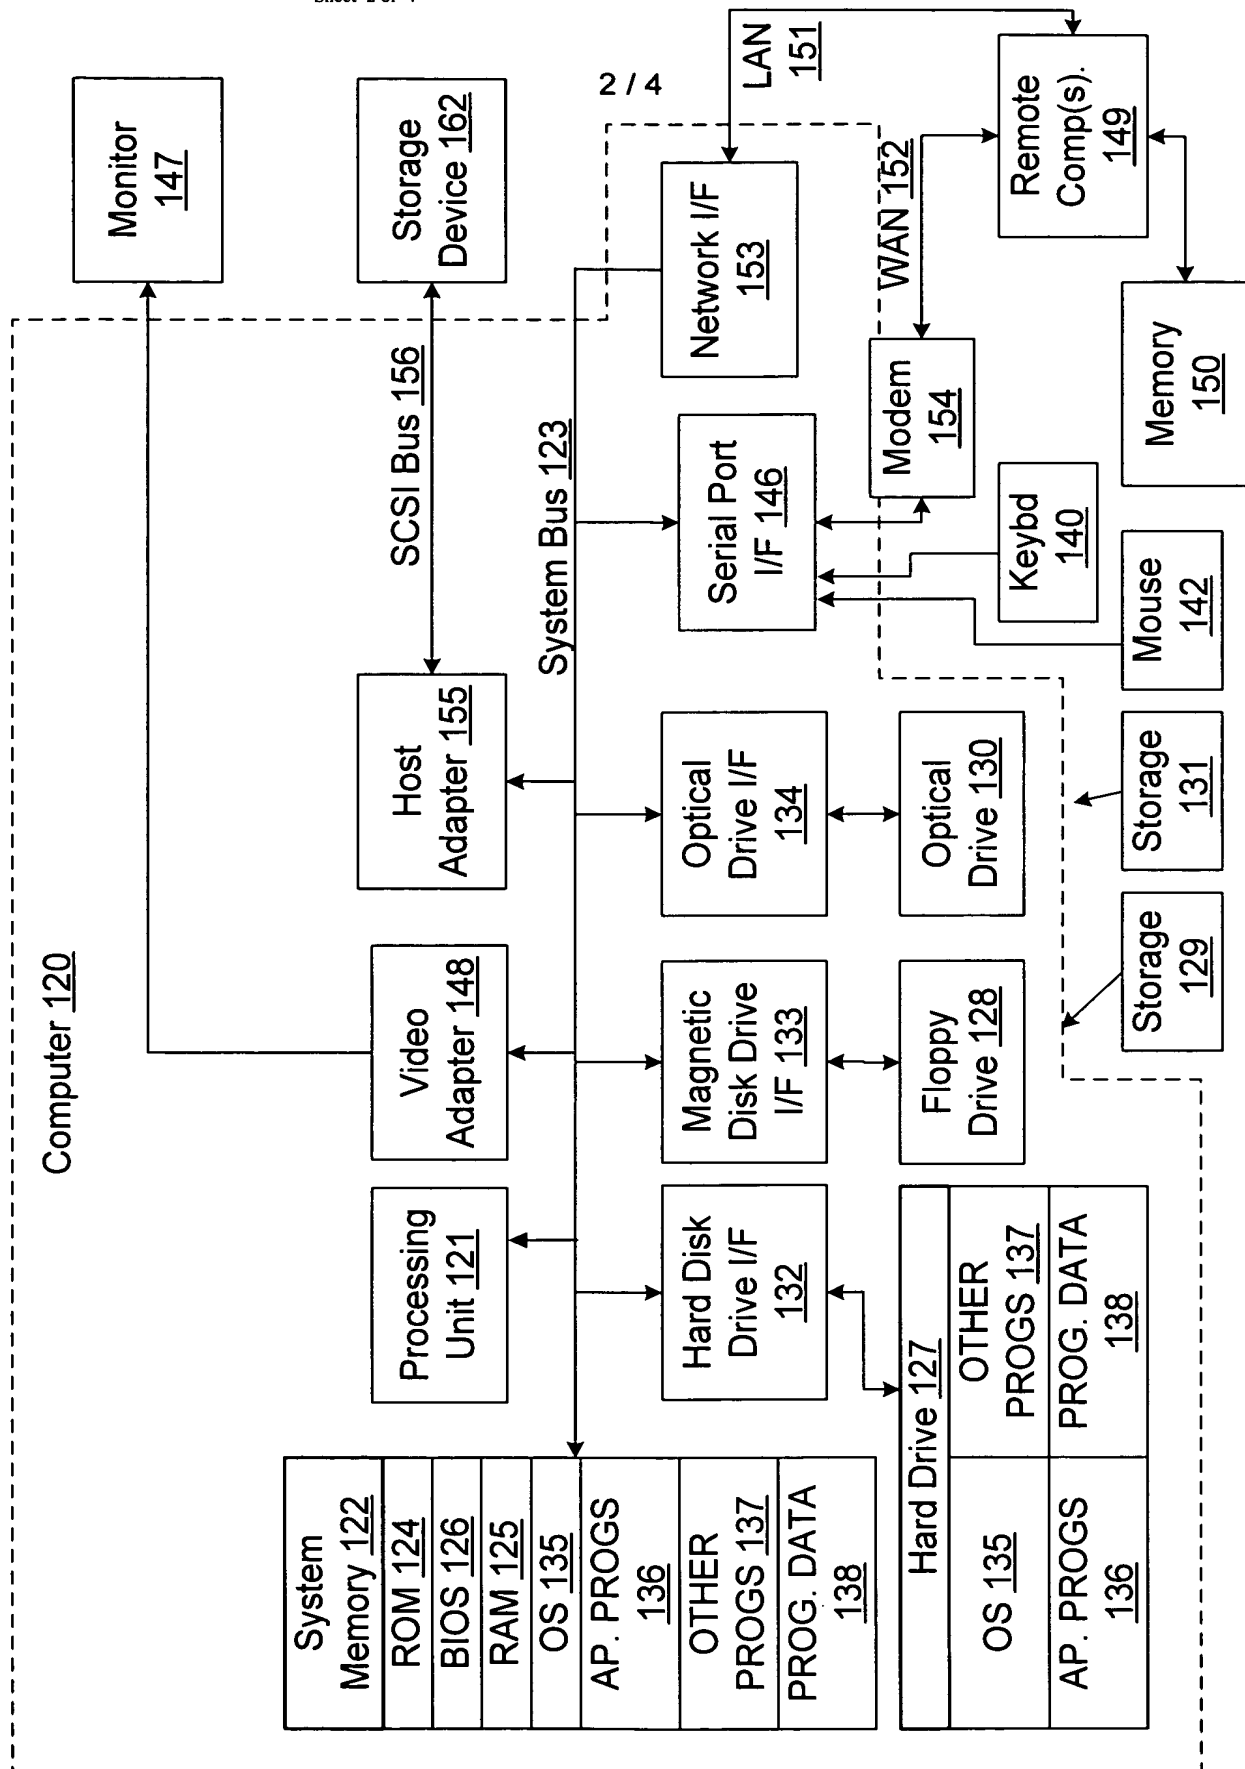 Sheet 2 of 4
2 / 4
Computer 120
Monitor
147
Storage
Device 162
SCSI Bus 156
System
Memory 122
ROM 124
BIOS 126
RAM 125
OS 135
AP. PROGS
136
OTHER
PROGS 137
PROG. DATA
138
Processing
Unit 121
Video
Adapter 148
Host
Adapter 155
System Bus 123
Hard Disk
Drive I/F
132
Magnetic
Disk Drive
I/F 133
Optical
Drive I/F
134
Serial Port
I/F 146
Network I/F
153
LAN
151
Hard Drive 127
OS 135
OTHER
PROGS 137
AP. PROGS
136
PROG. DATA
138
Floppy
Drive 128
Optical
Drive 130
Modem
154
WAN 152
Remote
Comp(s).
149
Storage
129
Storage
131
Mouse
142
Keybd
140
Memory
150